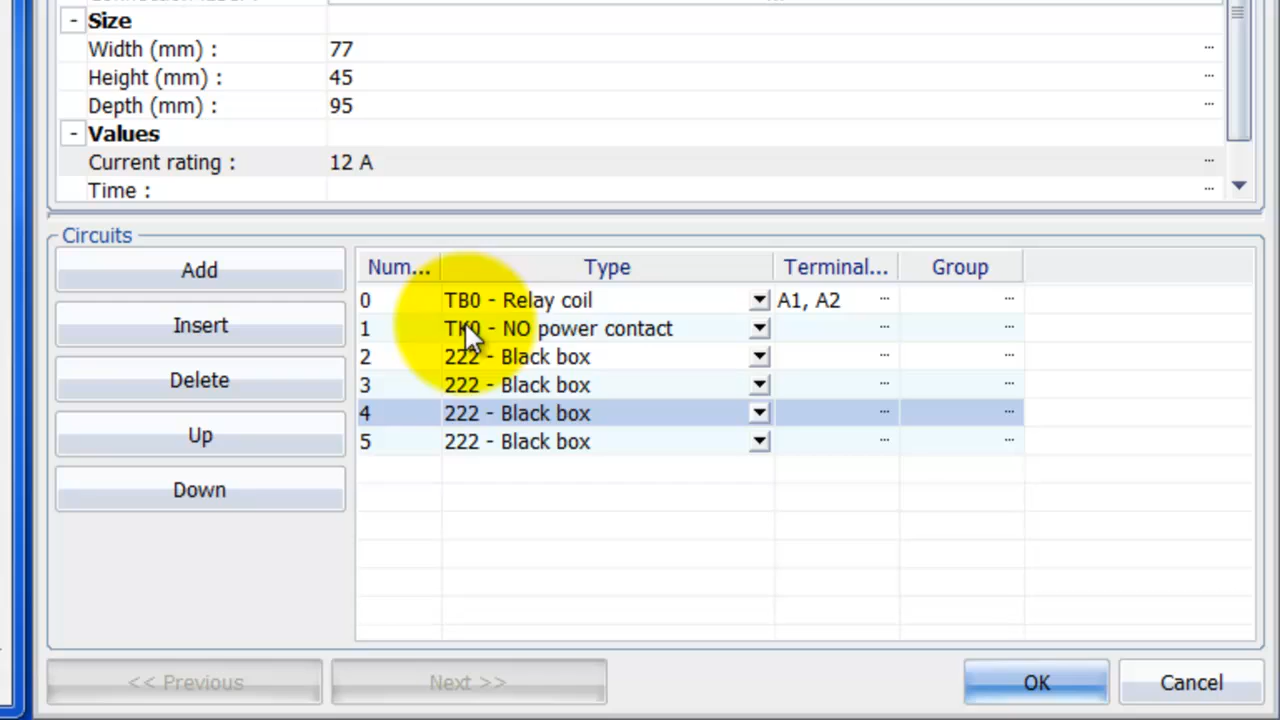 - Size
Width (mm) : 77 ...
Height (mm) : 45 ...
Depth (mm) : 95 ...
- Values
Current rating : 12 A ...
Time : ...
Circuits
Add
Insert
Delete
Up
Down
Num... Type Terminal... Group
0 TB0 - Relay coil A1, A2 ... ...
1 TK0 - NO power contact ... ...
2 222 - Black box ... ...
3 222 - Black box ... ...
4 222 - Black box ... ...
5 222 - Black box ... ...
<< Previous Next >> OK Cancel